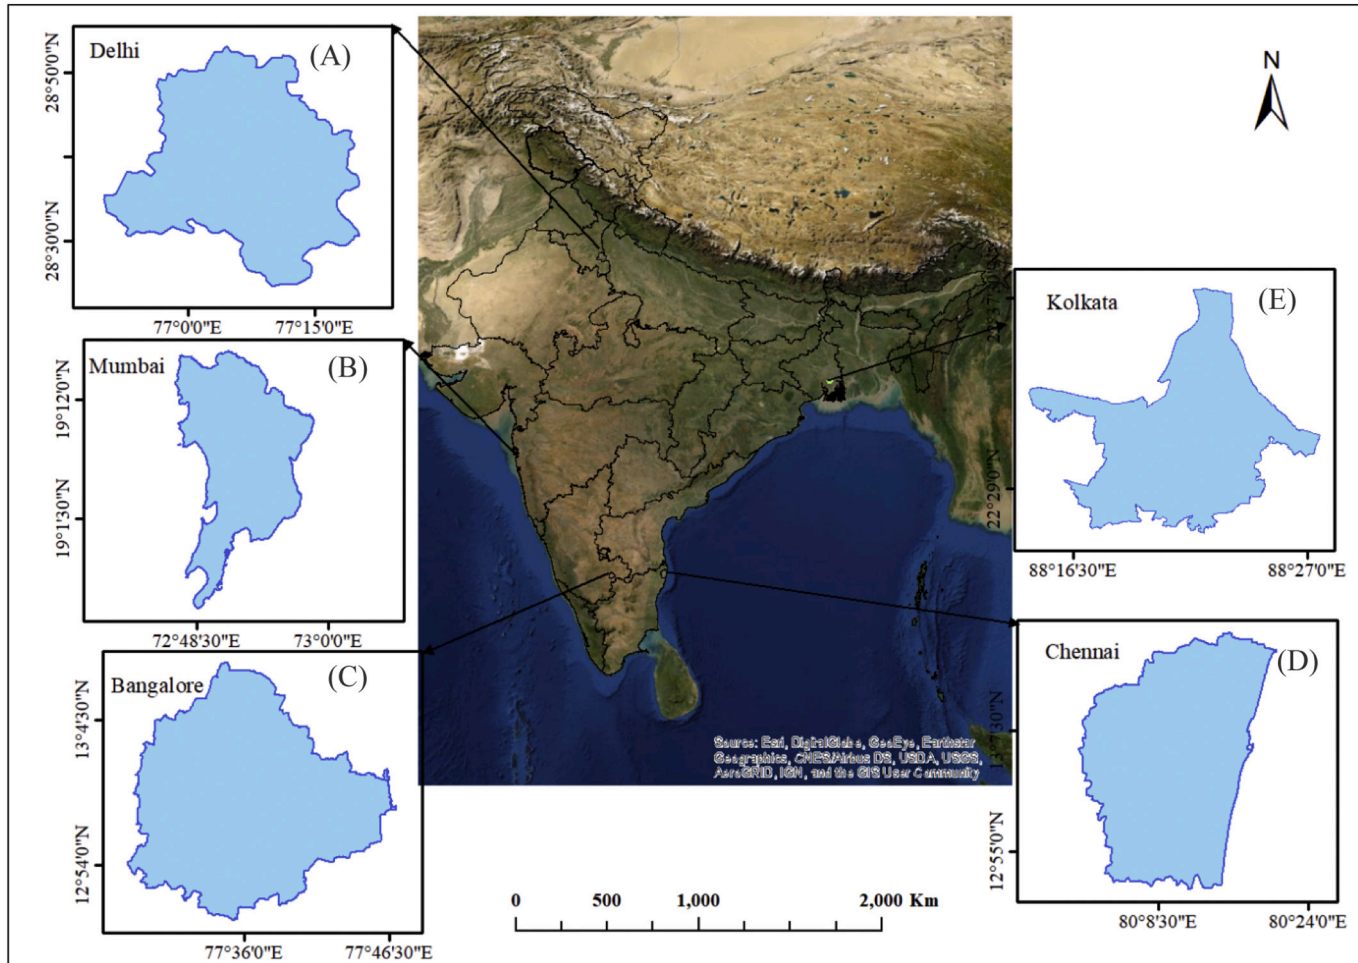 Delhi
(A)
28°50'0"N
28°30'0"N
77°0'0"E
77°15'0"E
Mumbai
(B)
19°12'0"N
19°1'30"N
72°48'30"E
73°0'0"E
Bangalore
(C)
13°4'30"N
12°54'0"N
77°36'0"E
77°46'30"E
N
Kolkata
(E)
22°29'0"N
88°16'30"E
88°27'0"E
Chennai
(D)
12°55'0"N
80°8'30"E
80°24'0"E
Source: Esri, DigitalGlobe, GeoEye, Earthstar
Geographics, CNES/Airbus DS, USDA, USGS,
AeroGRID, IGN, and the GIS User Community
0
500
1,000
2,000 Km